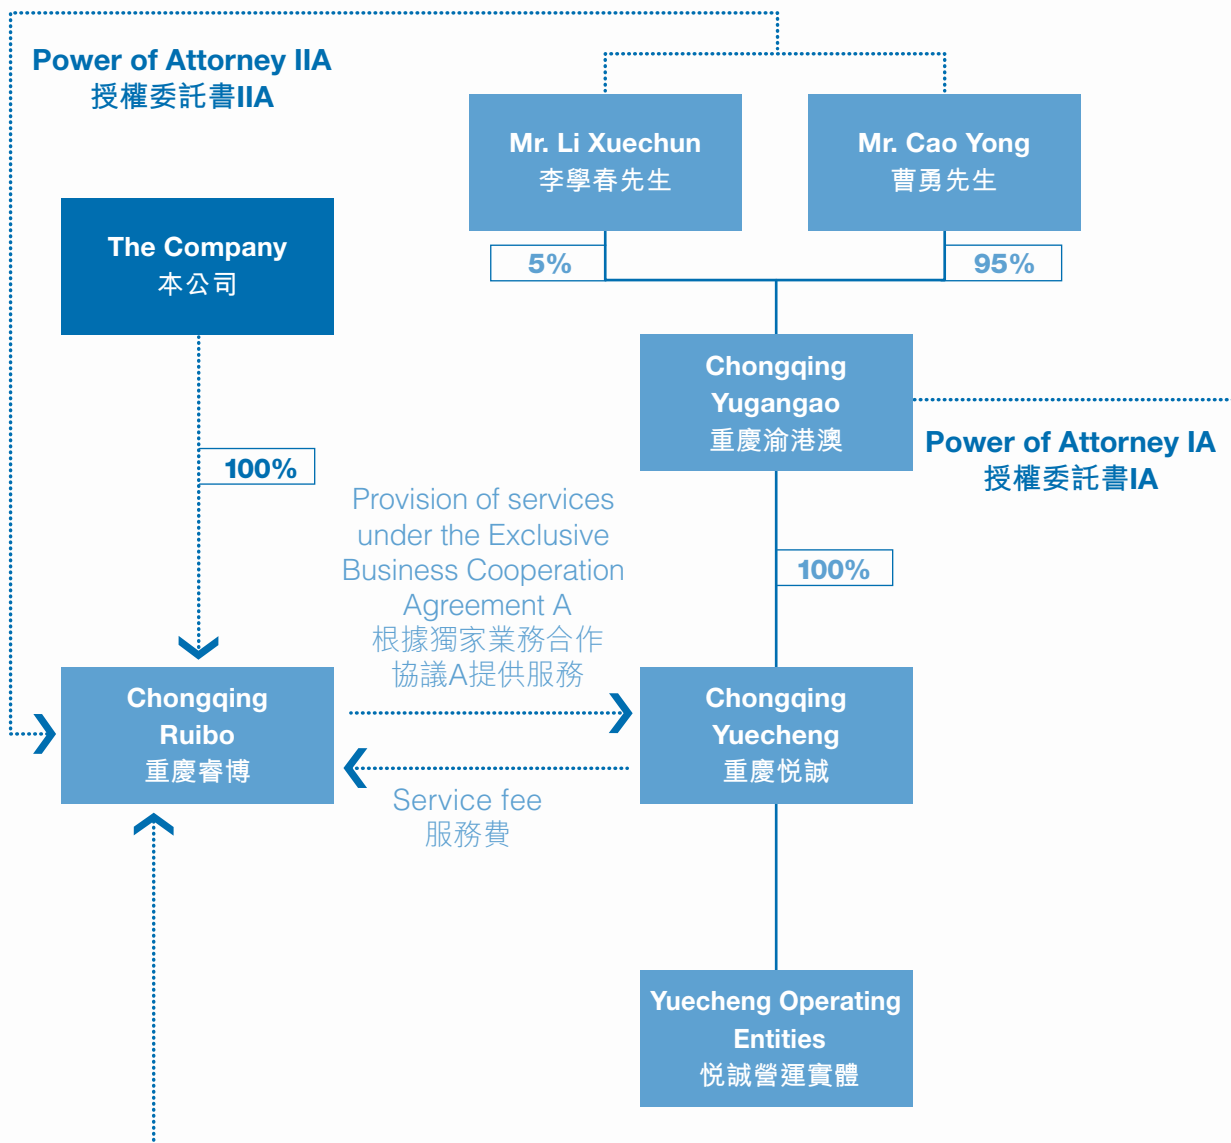 Power of Attorney IIA
授權委託書IIA
Mr. Li Xuechun
李學春先生
Mr. Cao Yong
曹勇先生
The Company
本公司
5%
95%
Chongqing
Yugangao
重慶渝港澳
Power of Attorney IA
授權委託書IA
100%
Provision of services
under the Exclusive
Business Cooperation
Agreement A
根據獨家業務合作
協議A提供服務
100%
Chongqing
Ruibo
重慶睿博
Chongqing
Yuecheng
重慶悦誠
Service fee
服務費
Yuecheng Operating
Entities
悦誠營運實體